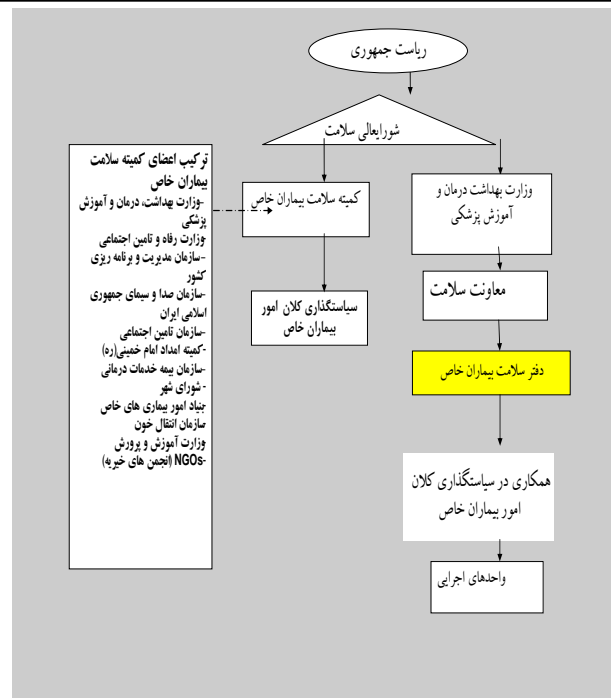 ریاست جمهوری
شورایعالی سلامت
وزارت بهداشت درمان و
آموزش پزشکی
معاونت سلامت
دفتر سلامت بیماران خاص
همکاری در سیاستگذاری کلان
امور بیماران خاص
واحدهای اجرایی
کمیته سلامت بیماران خاص
سیاستگذاری کلان امور
بیماران خاص
ترکیب اعضای کمیته سلامت
بیماران خاص
-وزارت بهداشت، درمان و آموزش
پزشکی
-وزارت رفاه و تامین اجتماعی
-سازمان مدیریت و برنامه ریزی
کشور
-سازمان صدا و سیمای جمهوری
اسلامی ایران
-سازمان تامین اجتماعی
-کمیته امداد امام خمینی(ره)
-سازمان بیمه خدمات درمانی
- شورای شهر
-بنیاد امور بیماری های خاص
-سازمان انتقال خون
-وزارت آموزش و پرورش
-NGOs (انجمن های خیریه)